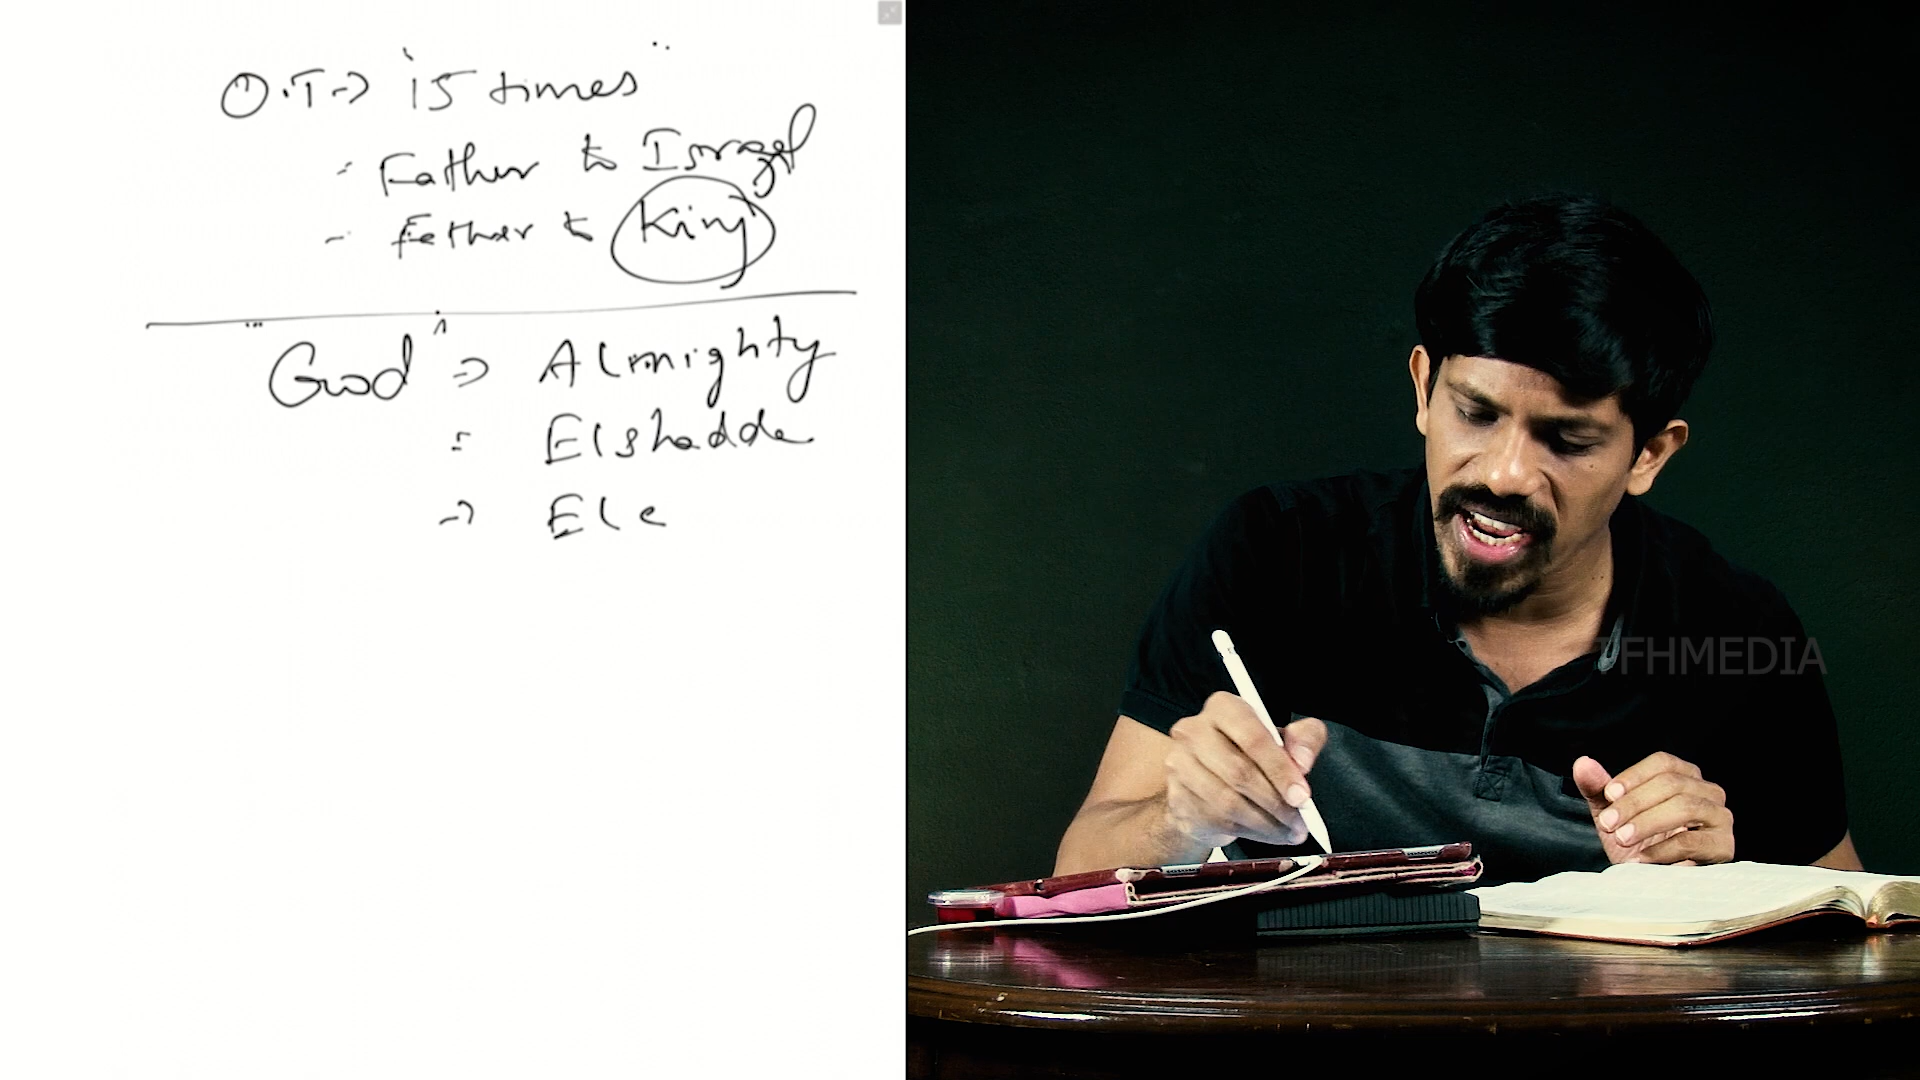 O.T → "15 times"
- Father to Israel
- Father to King
God" ⇒ Almighty
= Elshadde
→ Ele
TFHMEDIA